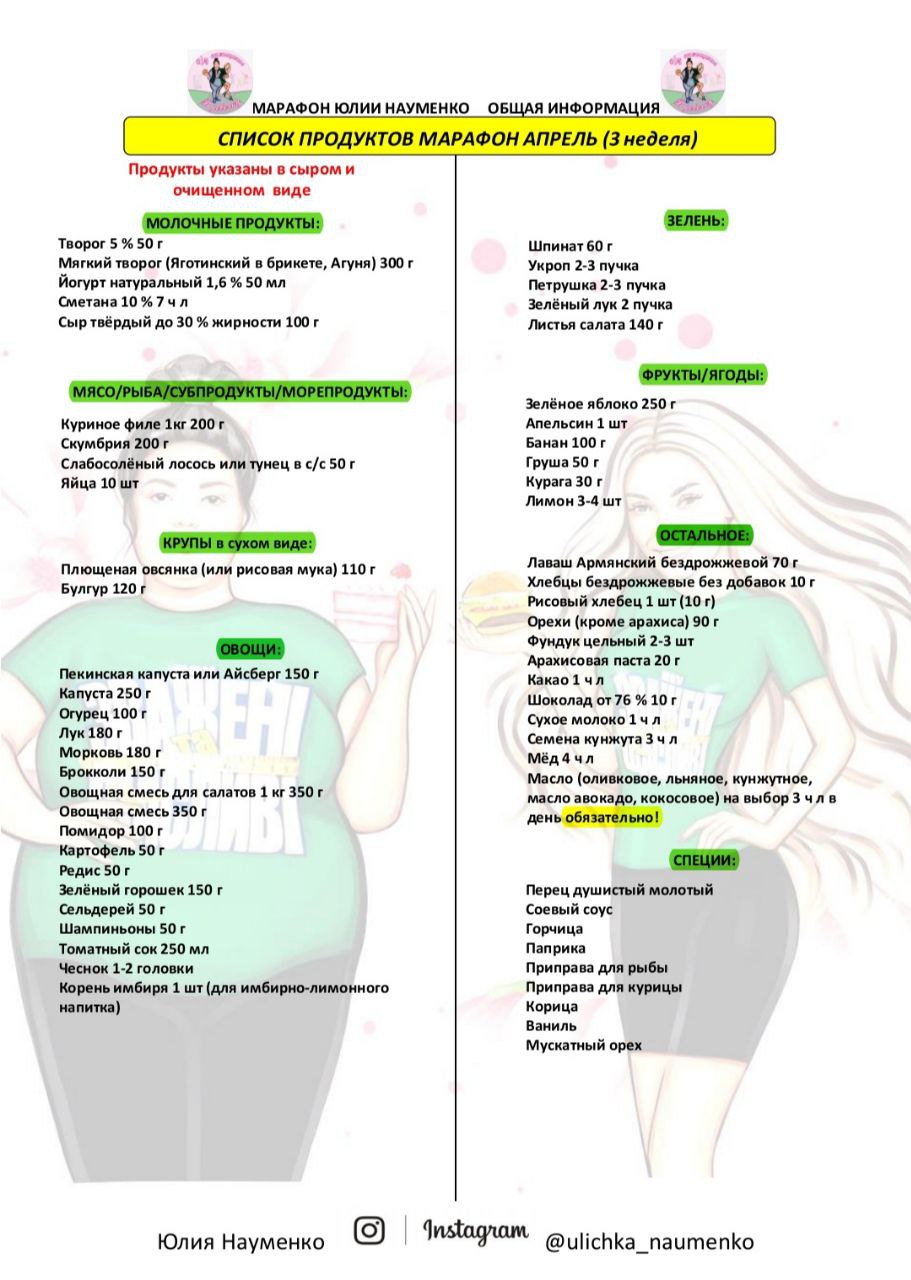 МАРАФОН ЮЛИИ НАУМЕНКО ОБЩАЯ ИНФОРМАЦИЯ
СПИСОК ПРОДУКТОВ МАРАФОН АПРЕЛЬ (3 неделя)
Продукты указаны в сыром и
очищенном виде
МОЛОЧНЫЕ ПРОДУКТЫ:
Творог 5 % 50 г
Мягкий творог (Яготинский в брикете, Агуня) 300 г
Йогурт натуральный 1,6 % 50 мл
Сметана 10 % 7 ч л
Сыр твёрдый до 30 % жирности 100 г
МЯСО/РЫБА/СУБПРОДУКТЫ/МОРЕПРОДУКТЫ:
Куриное филе 1кг 200 г
Скумбрия 200 г
Слабосолёный лосось или тунец в с/с 50 г
Яйца 10 шт
КРУПЫ в сухом виде:
Плющеная овсянка (или рисовая мука) 110 г
Булгур 120 г
ОВОЩИ:
Пекинская капуста или Айсберг 150 г
Капуста 250 г
Огурец 100 г
Лук 180 г
Морковь 180 г
Брокколи 150 г
Овощная смесь для салатов 1 кг 350 г
Овощная смесь 350 г
Помидор 100 г
Картофель 50 г
Редис 50 г
Зелёный горошек 150 г
Сельдерей 50 г
Шампиньоны 50 г
Томатный сок 250 мл
Чеснок 1-2 головки
Корень имбиря 1 шт (для имбирно-лимонного
напитка)
ЗЕЛЕНЬ:
Шпинат 60 г
Укроп 2-3 пучка
Петрушка 2-3 пучка
Зелёный лук 2 пучка
Листья салата 140 г
ФРУКТЫ/ЯГОДЫ:
Зелёное яблоко 250 г
Апельсин 1 шт
Банан 100 г
Груша 50 г
Курага 30 г
Лимон 3-4 шт
ОСТАЛЬНОЕ:
Лаваш Армянский бездрожжевой 70 г
Хлебцы бездрожжевые без добавок 10 г
Рисовый хлебец 1 шт (10 г)
Орехи (кроме арахиса) 90 г
Фундук цельный 2-3 шт
Арахисовая паста 20 г
Какао 1 ч л
Шоколад от 76 % 10 г
Сухое молоко 1 ч л
Семена кунжута 3 ч л
Мёд 4 ч л
Масло (оливковое, льняное, кунжутное,
масло авокадо, кокосовое) на выбор 3 ч л в
день обязательно!
СПЕЦИИ:
Перец душистый молотый
Соевый соус
Горчица
Паприка
Приправа для рыбы
Приправа для курицы
Корица
Ваниль
Мускатный орех
Юлия Науменко Instagram @ulichka_naumenko